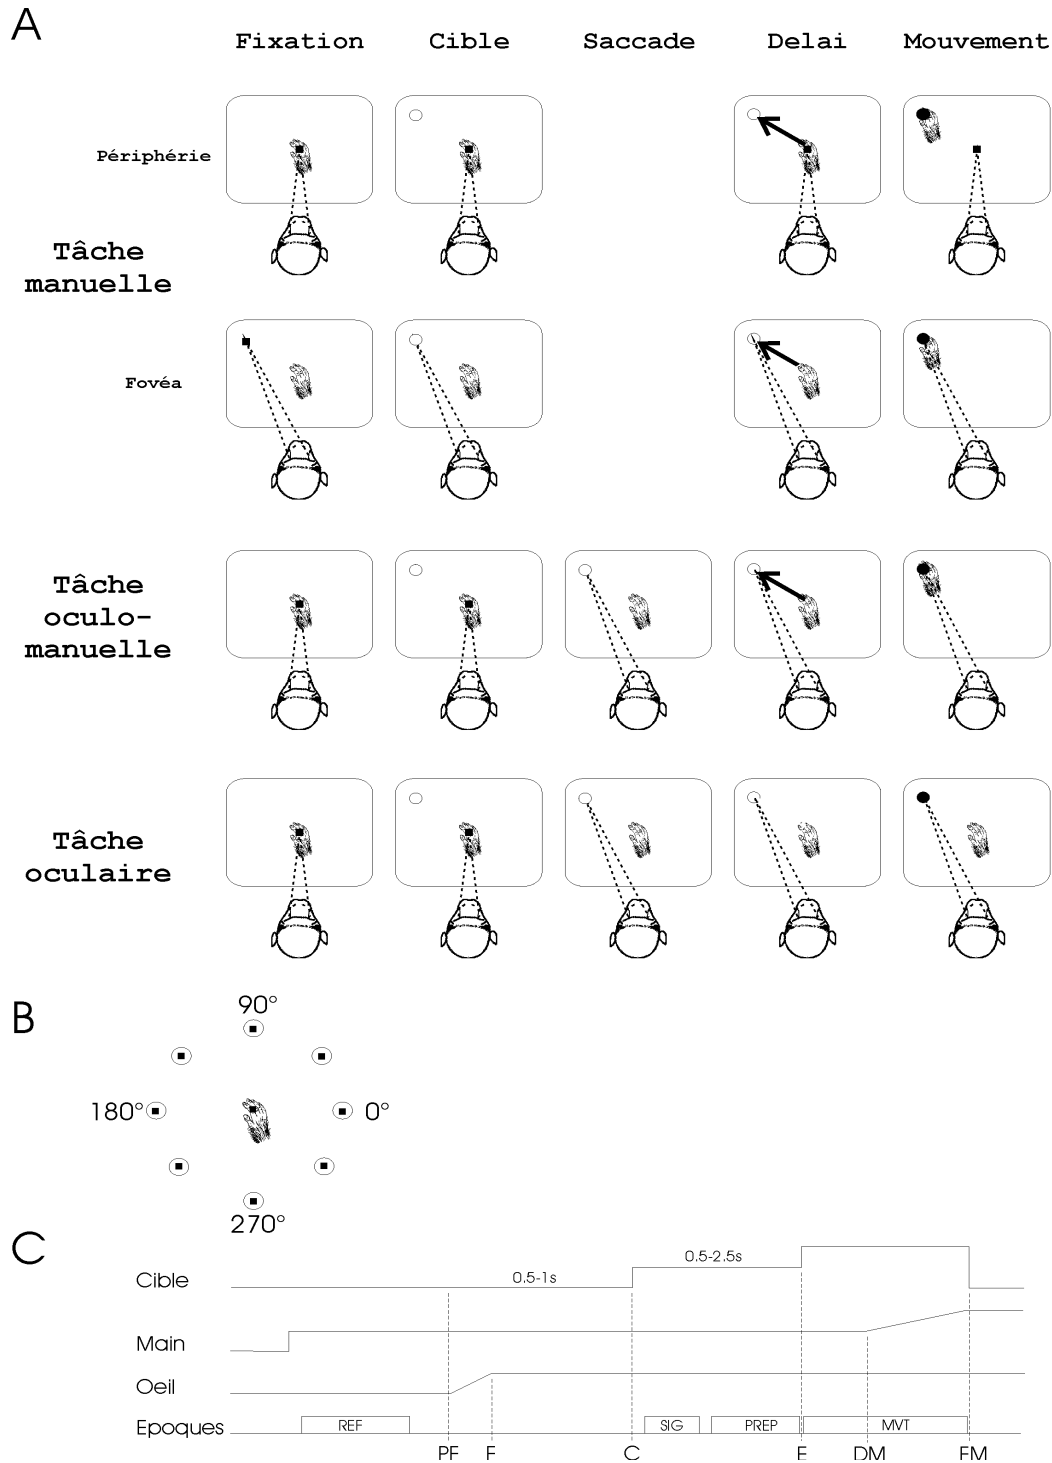 A
Fixation Cible Saccade Delai Mouvement
Périphérie
Tâche
manuelle
Fovéa
Tâche
oculo-
manuelle
Tâche
oculaire
B
90°
180° 0°
270°
C
Cible 0.5-1s 0.5-2.5s
Main
Oeil
Epoques REF SIG PREP MVT
PF F C E DM FM